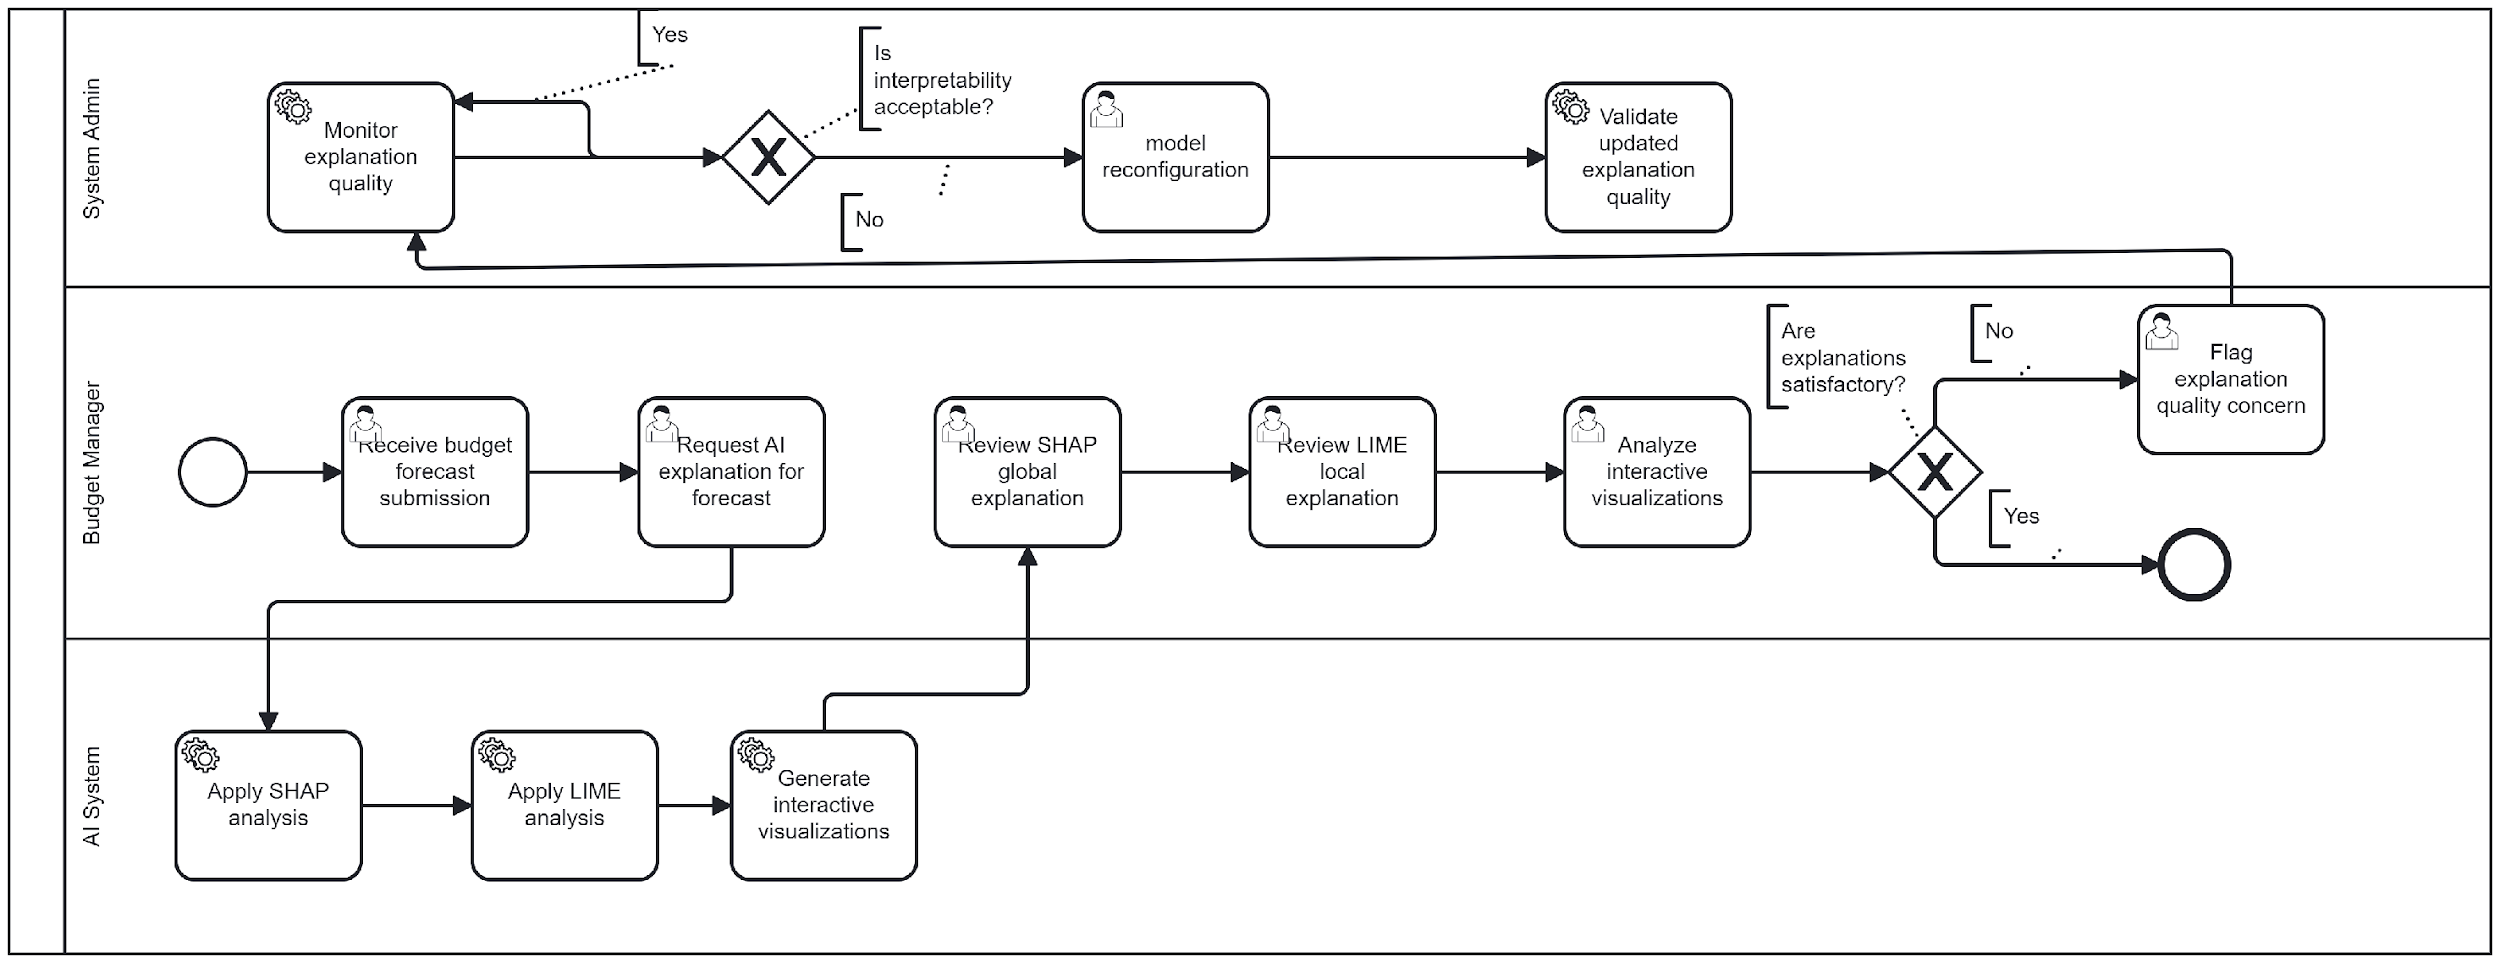 System Admin
Yes
Is
interpretability
acceptable?
Monitor
explanation
quality
X
No
model
reconfiguration
Validate
updated
explanation
quality
Budget Manager
Receive budget
forecast
submission
Request AI
explanation for
forecast
Review SHAP
global
explanation
Review LIME
local
explanation
Analyze
interactive
visualizations
Are
explanations
satisfactory?
X
No
Flag
explanation
quality concern
Yes
AI System
Apply SHAP
analysis
Apply LIME
analysis
Generate
interactive
visualizations